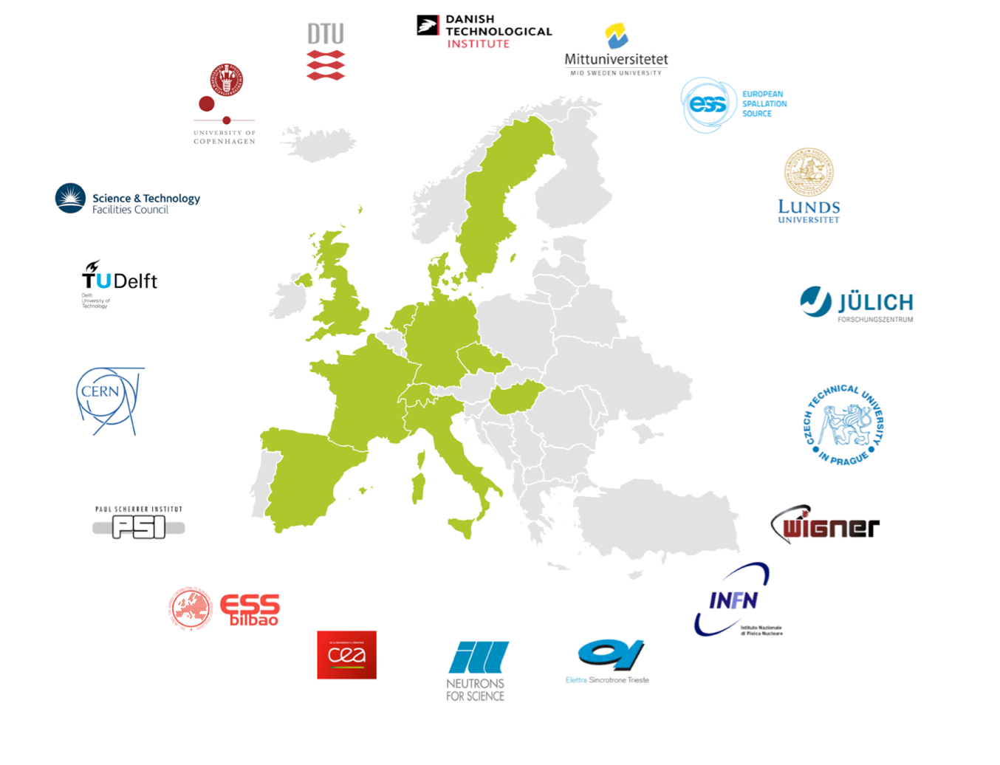 DTU
DANISH
TECHNOLOGICAL
INSTITUTE
Mittuniversitetet
MID SWEDEN UNIVERSITY
ess
EUROPEAN
SPALLATION
SOURCE
UNIVERSITY OF
COPENHAGEN
LUNDS
UNIVERSITET
Science & Technology
Facilities Council
TUDelft
Delft
University of
Technology
JÜLICH
FORSCHUNGSZENTRUM
CERN
CZECH TECHNICAL UNIVERSITY
IN PRAGUE
PAUL SCHERRER INSTITUT
PSI
wigner
INFN
Istituto Nazionale
di Fisica Nucleare
ESS
bilbao
cea
ill
NEUTRONS
FOR SCIENCE
Elettra Sincrotrone Trieste